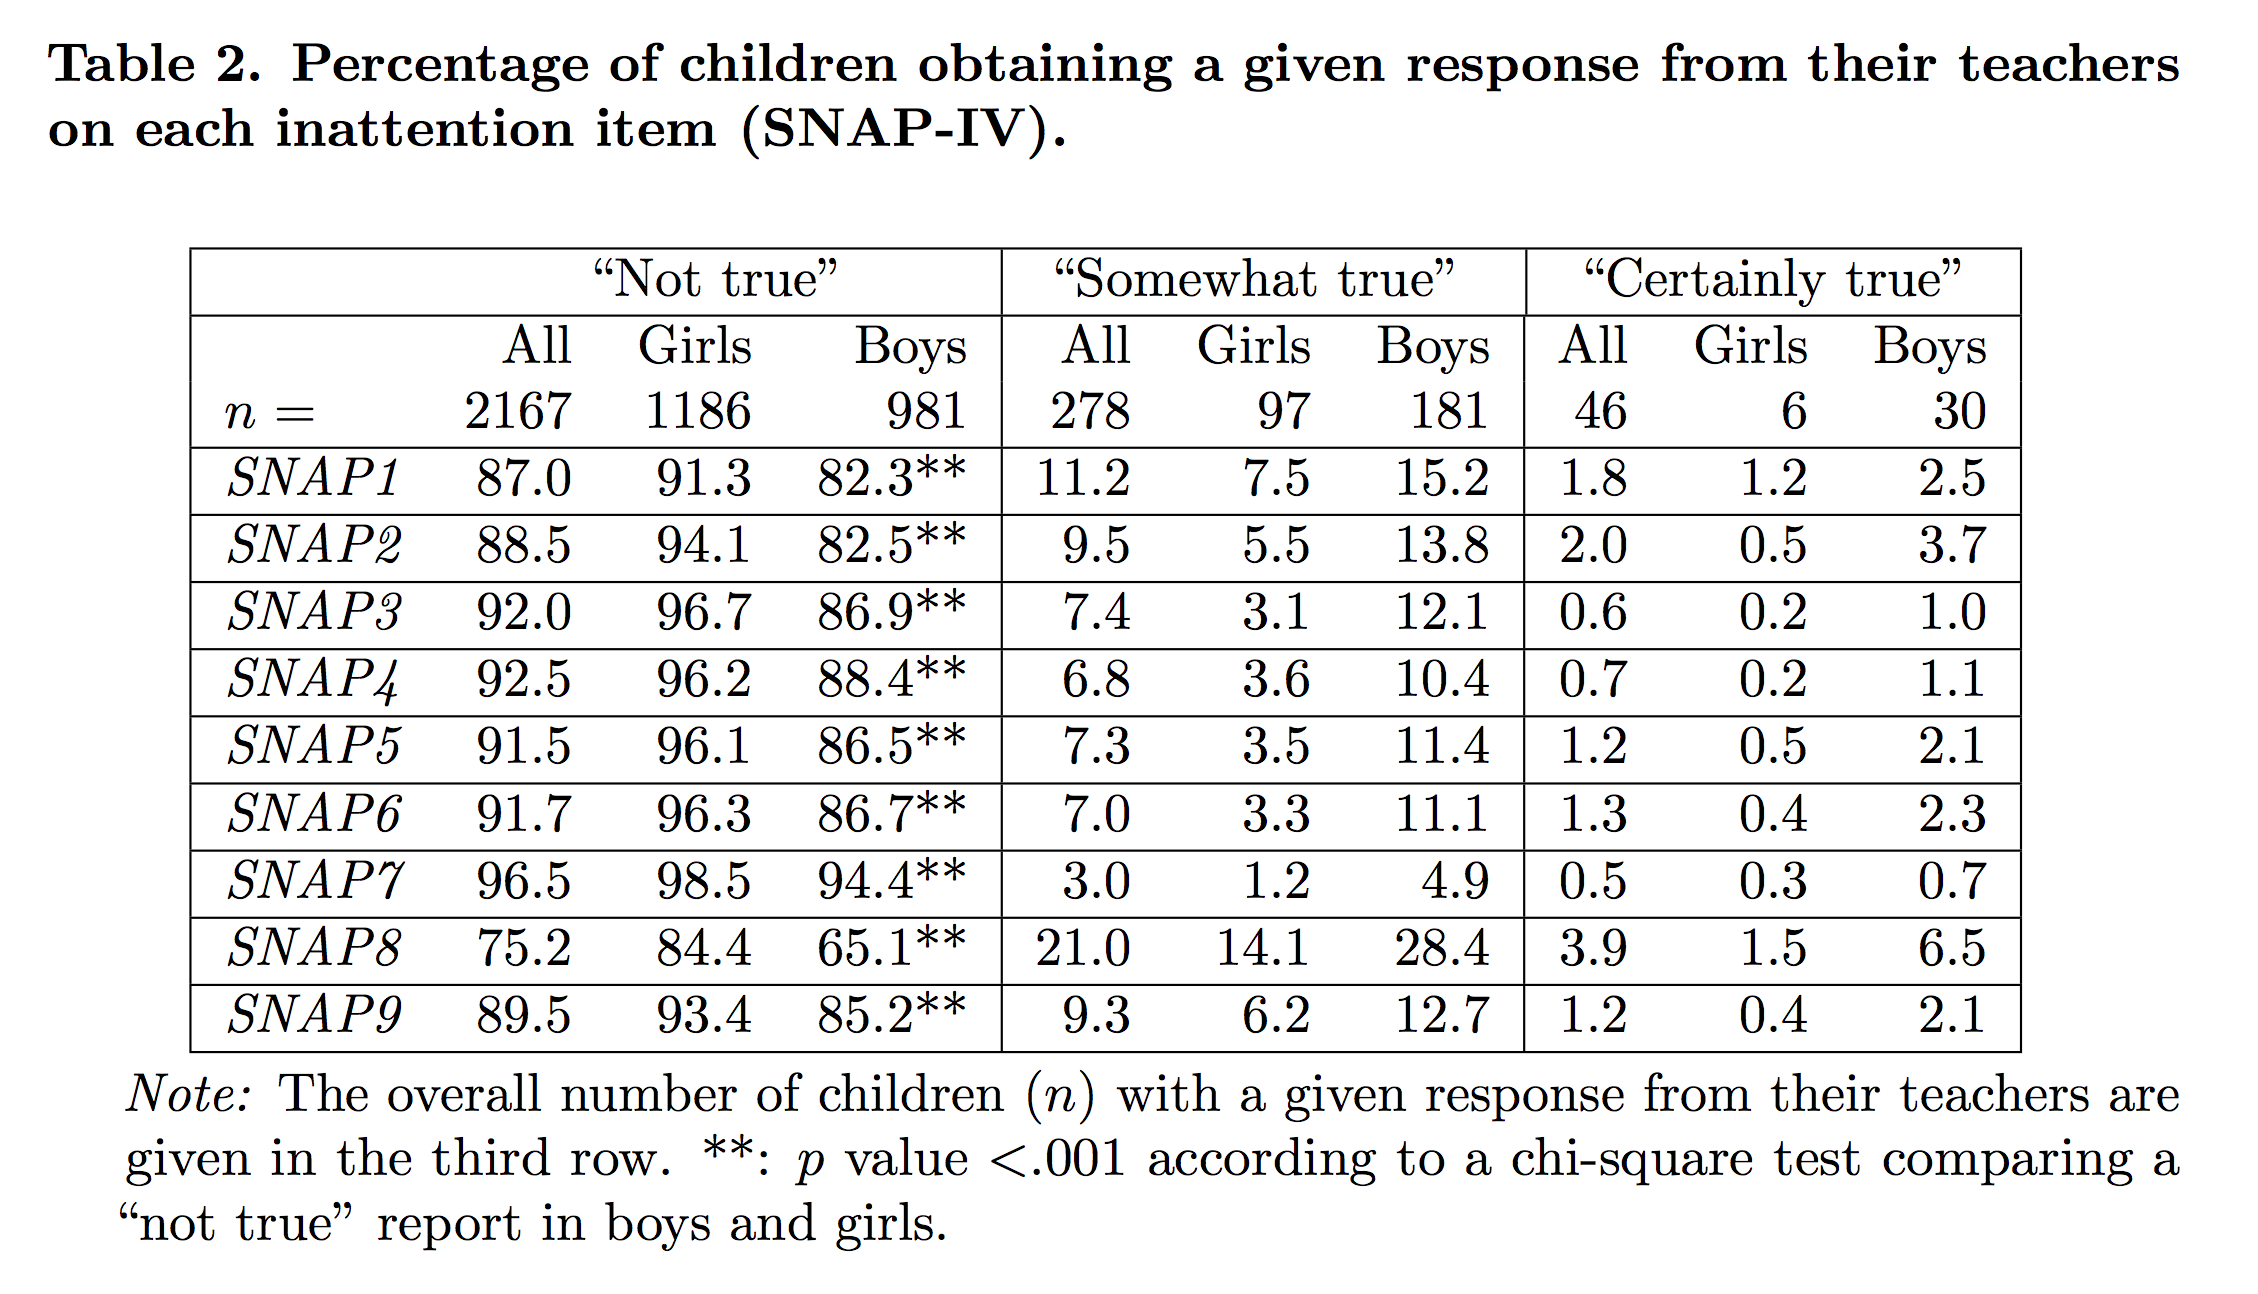 Table 2. Percentage of children obtaining a given response from their teachers
on each inattention item (SNAP-IV).
“Not true” “Somewhat true” “Certainly true”
All Girls Boys All Girls Boys All Girls Boys
n = 2167 1186 981 278 97 181 46 6 30
SNAP1 87.0 91.3 82.3** 11.2 7.5 15.2 1.8 1.2 2.5
SNAP2 88.5 94.1 82.5** 9.5 5.5 13.8 2.0 0.5 3.7
SNAP3 92.0 96.7 86.9** 7.4 3.1 12.1 0.6 0.2 1.0
SNAP4 92.5 96.2 88.4** 6.8 3.6 10.4 0.7 0.2 1.1
SNAP5 91.5 96.1 86.5** 7.3 3.5 11.4 1.2 0.5 2.1
SNAP6 91.7 96.3 86.7** 7.0 3.3 11.1 1.3 0.4 2.3
SNAP7 96.5 98.5 94.4** 3.0 1.2 4.9 0.5 0.3 0.7
SNAP8 75.2 84.4 65.1** 21.0 14.1 28.4 3.9 1.5 6.5
SNAP9 89.5 93.4 85.2** 9.3 6.2 12.7 1.2 0.4 2.1
Note: The overall number of children (n) with a given response from their teachers are
given in the third row. **: p value <.001 according to a chi-square test comparing a
“not true” report in boys and girls.